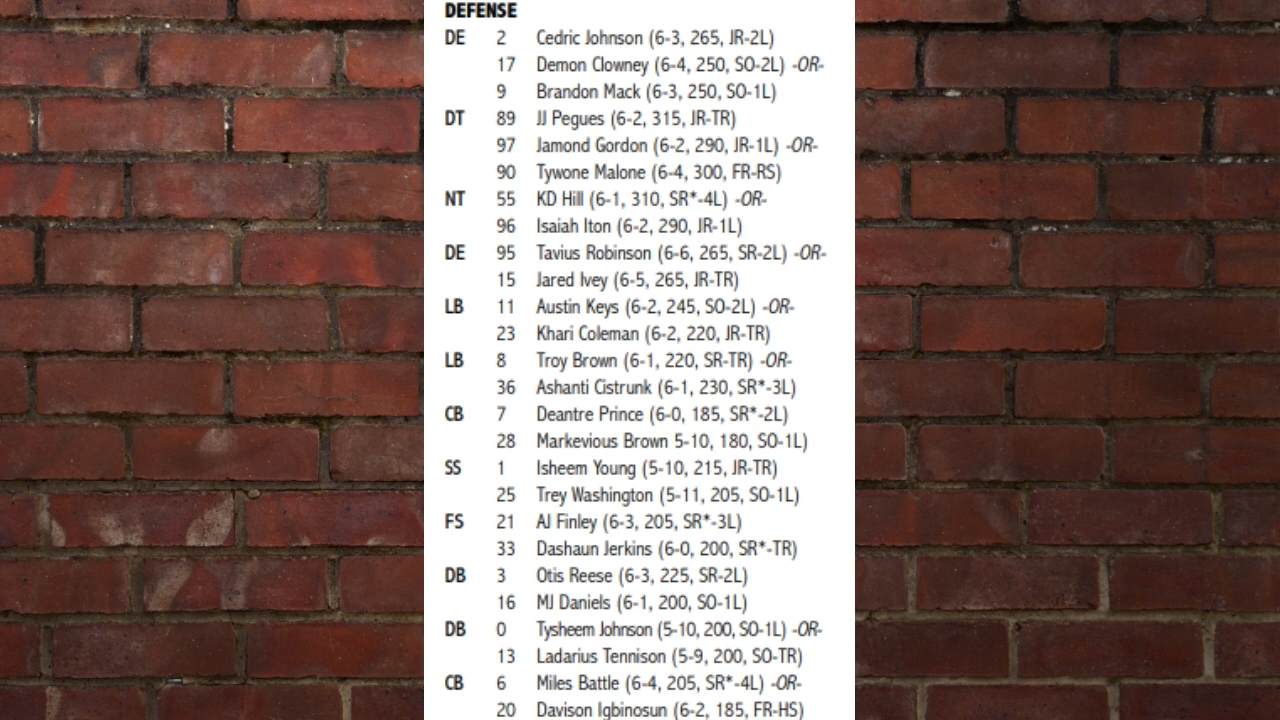 DEFENSE
DE 2 Cedric Johnson (6-3, 265, JR-2L)
17 Demon Clowney (6-4, 250, SO-2L) -OR-
9 Brandon Mack (6-3, 250, SO-1L)
DT 89 JJ Pegues (6-2, 315, JR-TR)
97 Jamond Gordon (6-2, 290, JR-1L) -OR-
90 Tywone Malone (6-4, 300, FR-RS)
NT 55 KD Hill (6-1, 310, SR*-4L) -OR-
96 Isaiah Iton (6-2, 290, JR-1L)
DE 95 Tavius Robinson (6-6, 265, SR-2L) -OR-
15 Jared Ivey (6-5, 265, JR-TR)
LB 11 Austin Keys (6-2, 245, SO-2L) -OR-
23 Khari Coleman (6-2, 220, JR-TR)
LB 8 Troy Brown (6-1, 220, SR-TR) -OR-
36 Ashanti Cistrunk (6-1, 230, SR*-3L)
CB 7 Deantre Prince (6-0, 185, SR*-2L)
28 Markevious Brown 5-10, 180, SO-1L)
SS 1 Isheem Young (5-10, 215, JR-TR)
25 Trey Washington (5-11, 205, SO-1L)
FS 21 AJ Finley (6-3, 205, SR*-3L)
33 Dashaun Jerkins (6-0, 200, SR*-TR)
DB 3 Otis Reese (6-3, 225, SR-2L)
16 MJ Daniels (6-1, 200, SO-1L)
DB 0 Tysheem Johnson (5-10, 200, SO-1L) -OR-
13 Ladarius Tennison (5-9, 200, SO-TR)
CB 6 Miles Battle (6-4, 205, SR*-4L) -OR-
20 Davison Igbinosun (6-2, 185, FR-HS)